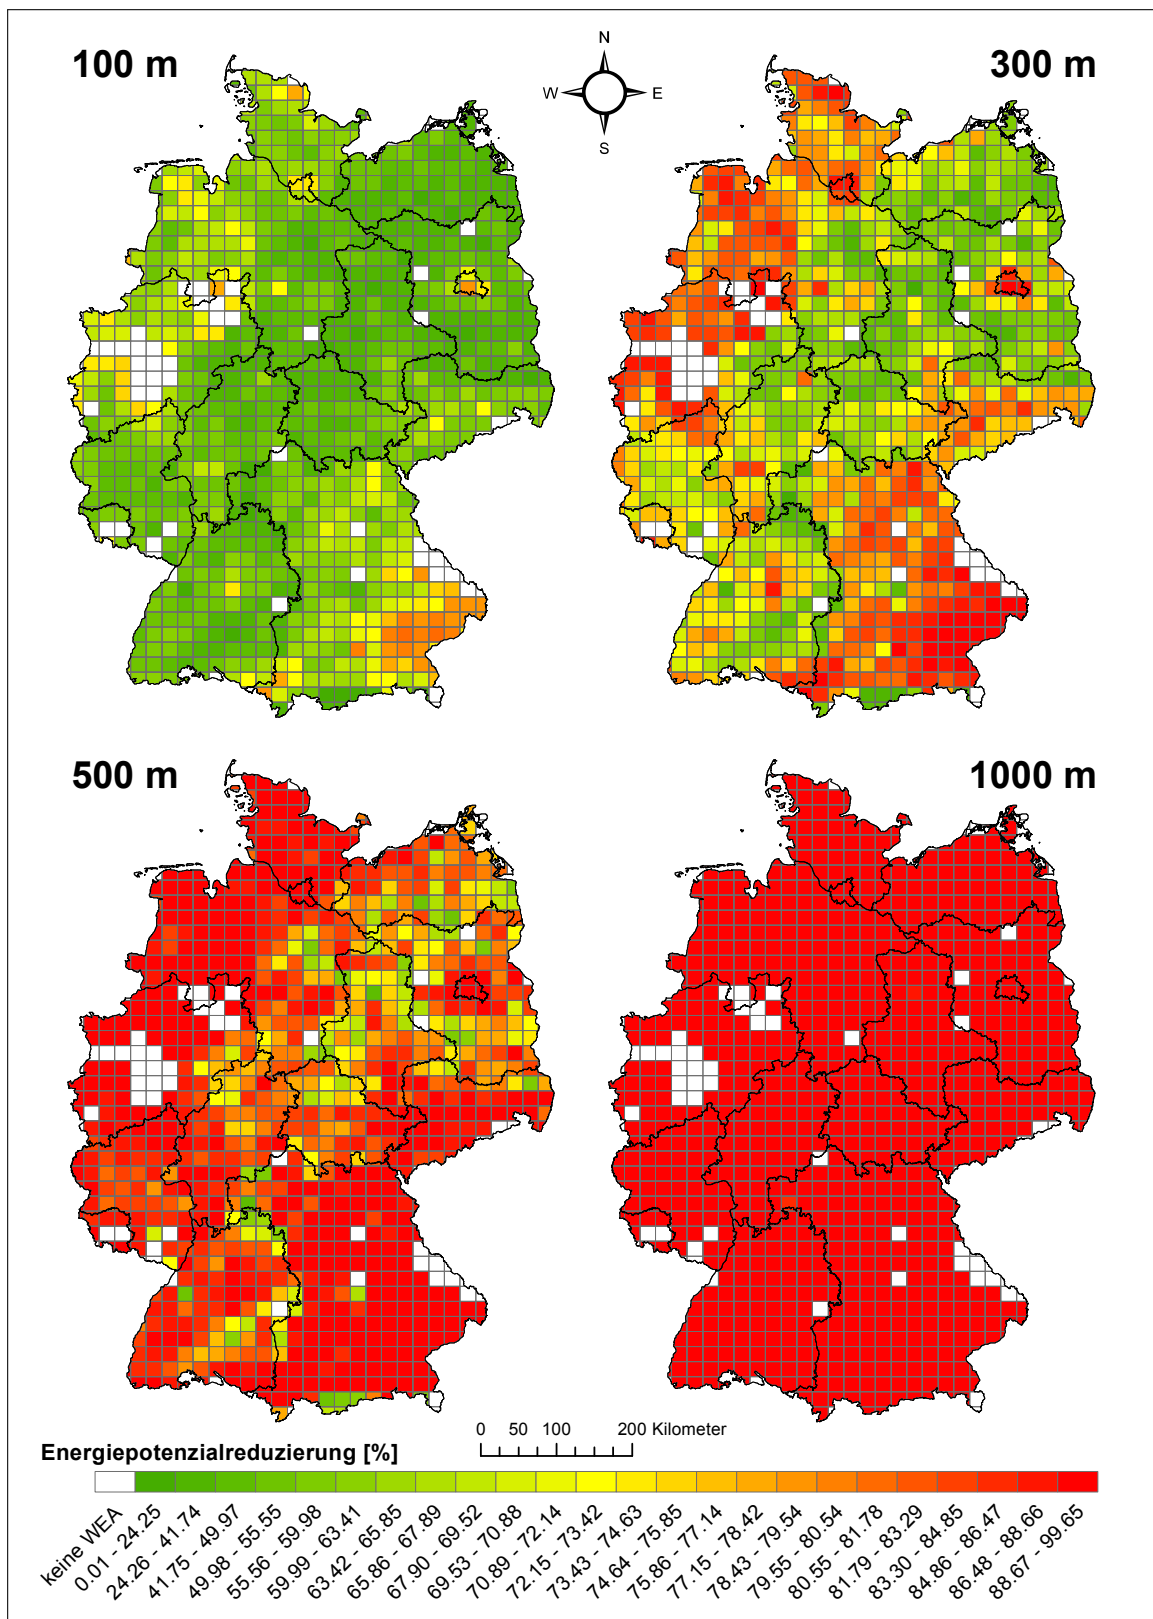 100 m
300 m
N
W
E
S
500 m
1000 m
0 50 100 200 Kilometer
Energiepotenzialreduzierung [%]
keine WEA
0.01 - 24.25
24.26 - 41.74
41.75 - 49.97
49.98 - 55.55
55.56 - 59.98
59.99 - 63.41
63.42 - 65.85
65.86 - 67.89
67.90 - 69.52
69.53 - 70.88
70.89 - 72.14
72.15 - 73.42
73.43 - 74.63
74.64 - 75.85
75.86 - 77.14
77.15 - 78.42
78.43 - 79.54
79.55 - 80.54
80.55 - 81.78
81.79 - 83.29
83.30 - 84.85
84.86 - 86.47
86.48 - 88.66
88.67 - 99.65